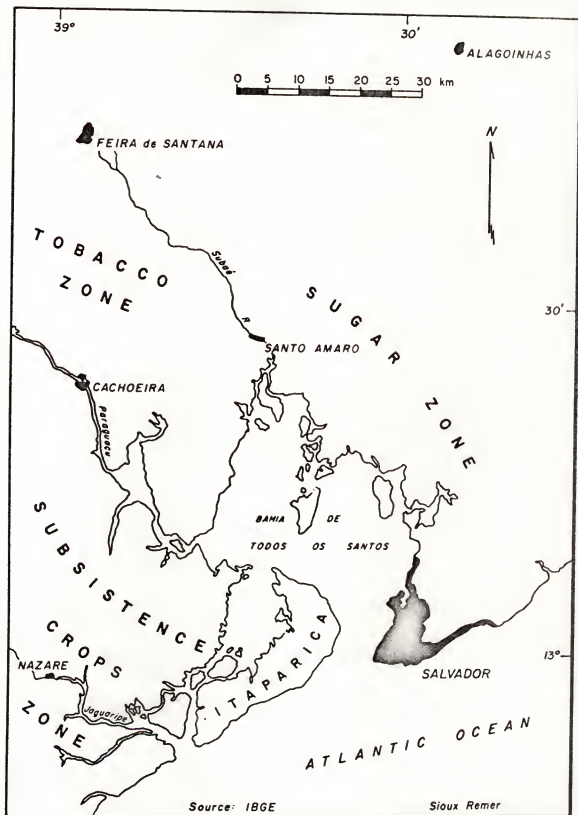 39°
30'
ALAGOINHAS
0 5 10 15 20 25 30 km
N
FEIRA de SANTANA
TOBACCO
ZONE
Subaé
R.
SUGAR ZONE
30'
SANTO AMARO
CACHOEIRA
Paraguacu
BAHIA DE
TODOS OS SANTOS
SUBSISTENCE
CROPS
ZONE
ITAPARICA
13°
SALVADOR
NAZARE
Jaguaripe
ATLANTIC OCEAN
Source: IBGE
Sioux Remer